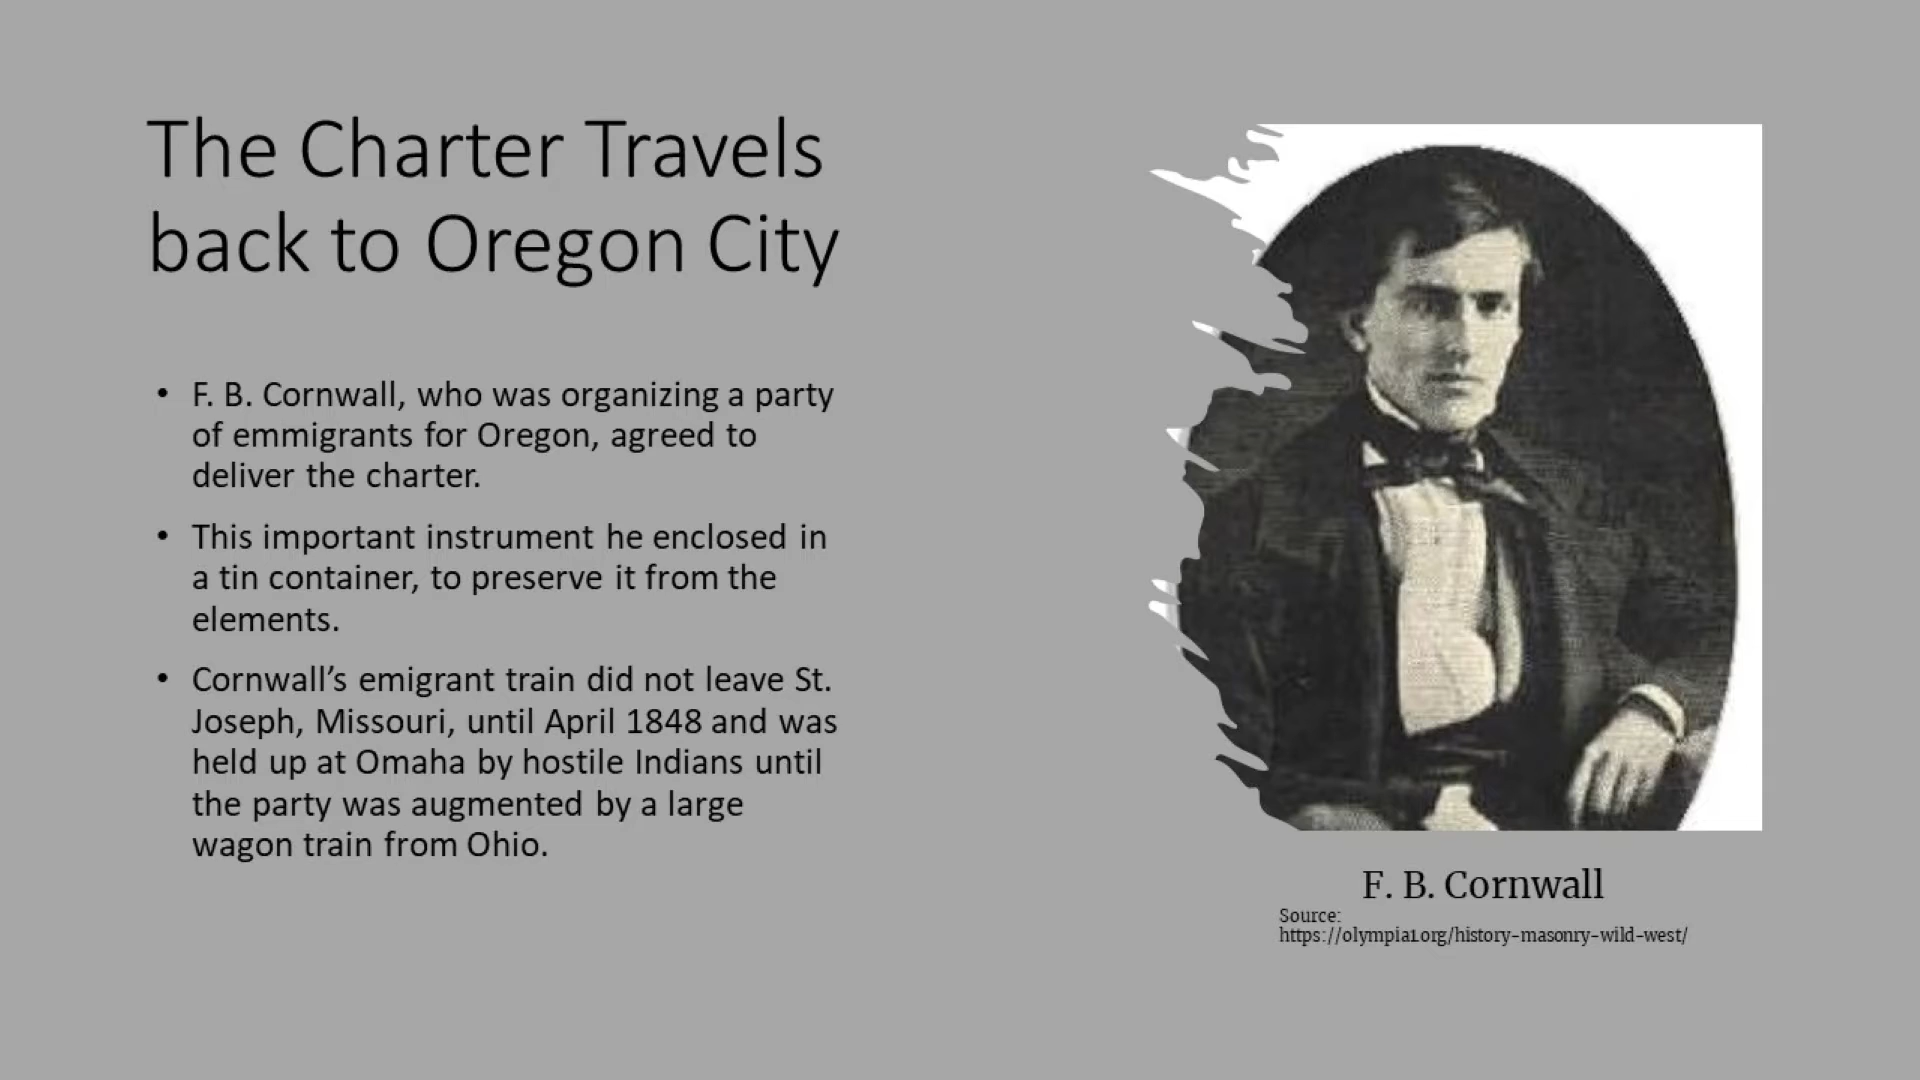 The Charter Travels
back to Oregon City
• F. B. Cornwall, who was organizing a party
of emmigrants for Oregon, agreed to
deliver the charter.
• This important instrument he enclosed in
a tin container, to preserve it from the
elements.
• Cornwall’s emigrant train did not leave St.
Joseph, Missouri, until April 1848 and was
held up at Omaha by hostile Indians until
the party was augmented by a large
wagon train from Ohio.
F. B. Cornwall
Source:
https://olympia1.org/history-masonry-wild-west/